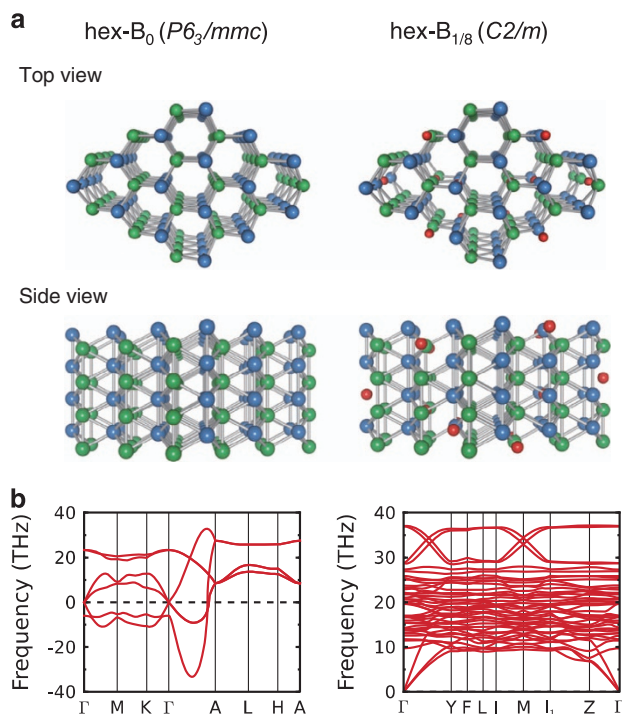 a
hex-B₀ (P6₃/mmc) hex-B₁/₈ (C2/m)
Top view
Side view
b
40 40
20 30
0 20
-20 10
-40 0
Frequency (THz) Frequency (THz)
Γ M K Γ A L H A Γ Y F L I M I₁ Z Γ